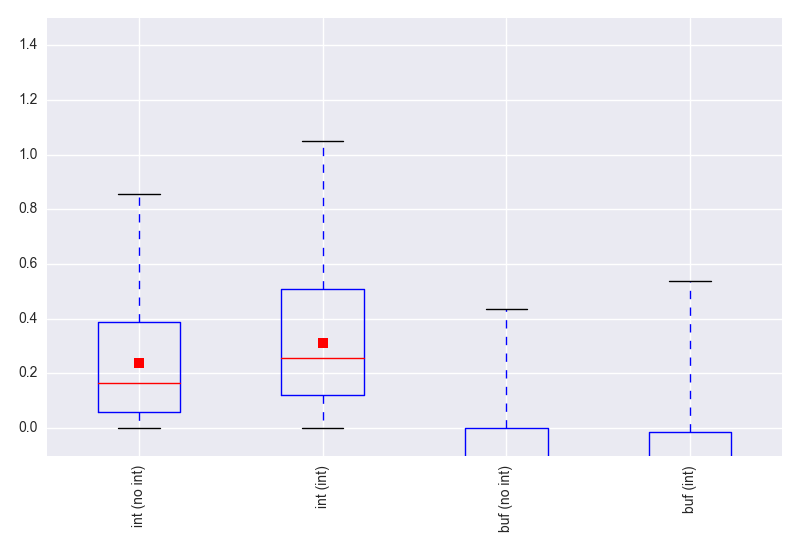 1.4
1.2
1.0
0.8
0.6
0.4
0.2
0.0
int (no int)
int (int)
buf (no int)
buf (int)